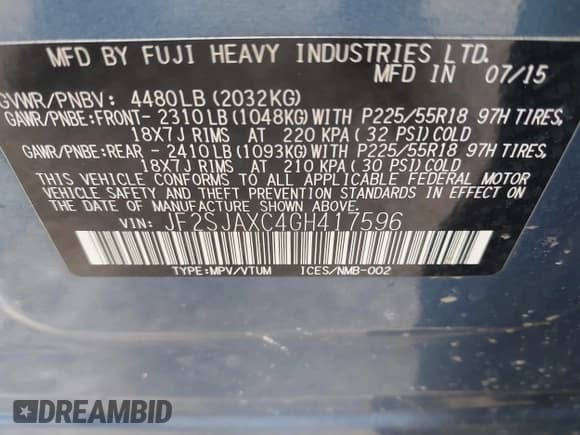 MFD BY FUJI HEAVY INDUSTRIES LTD.
MFD IN 07/15
GVWR/PNBV: 4480LB (2032KG)
GAWR/PNBE:FRONT- 2310LB (1048KG) WITH P225/55R18 97H TIRES,
18X7J RIMS AT 220 KPA ( 32 PSI) COLD
GAWR/PNBE:REAR - 2410LB (1093KG) WITH P225/55R18 97H TIRES,
18X7J RIMS AT 210 KPA ( 30 PSI) COLD
THIS VEHICLE CONFORMS TO ALL APPLICABLE FEDERAL MOTOR
VEHICLE SAFETY AND THEFT PREVENTION STANDARDS IN EFFECT ON
THE DATE OF MANUFACTURE SHOWN ABOVE.
VIN: JF2SJAXC4GH417596
TYPE:MPV/VTUM ICES/NMB-002
DREAMBID